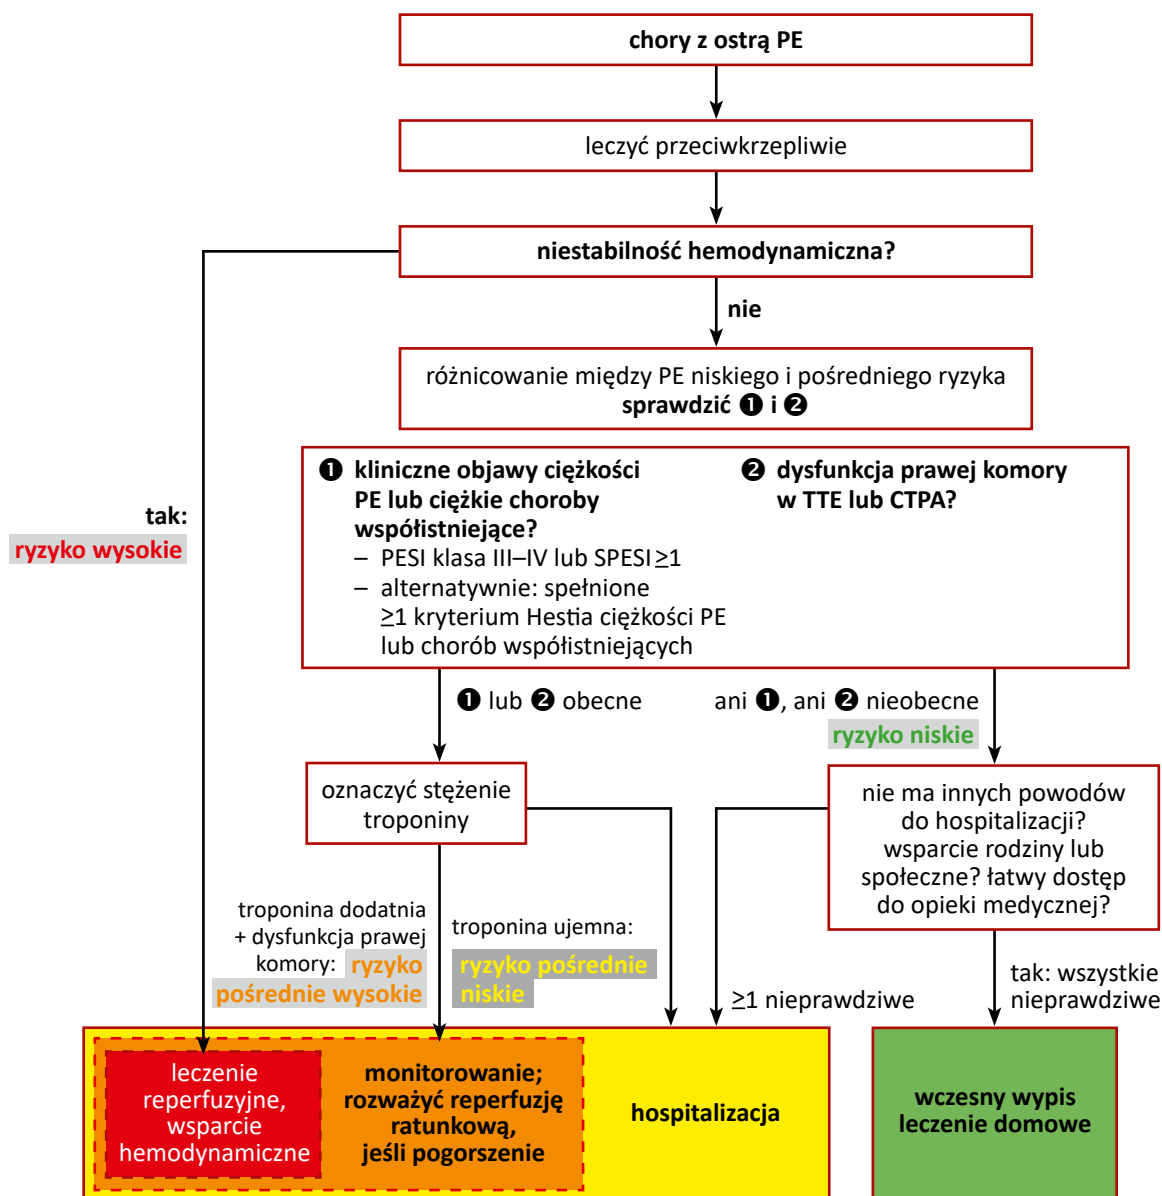 chory z ostrą PE
leczyć przeciwkrzepliwie
niestabilność hemodynamiczna?
nie
różnicowanie między PE niskiego i pośredniego ryzyka
sprawdzić ❶ i ❷
tak:
ryzyko wysokie
❶ kliniczne objawy ciężkości
PE lub ciężkie choroby
współistniejące?
– PESI klasa III–IV lub SPESI ≥1
– alternatywnie: spełnione
≥1 kryterium Hestia ciężkości PE
lub chorób współistniejących
❷ dysfunkcja prawej komory
w TTE lub CTPA?
❶ lub ❷ obecne
ani ❶, ani ❷ nieobecne
ryzyko niskie
oznaczyć stężenie
troponiny
nie ma innych powodów
do hospitalizacji?
wsparcie rodziny lub
społeczne? łatwy dostęp
do opieki medycznej?
troponina dodatnia
+ dysfunkcja prawej
komory: ryzyko
pośrednie wysokie
troponina ujemna:
ryzyko pośrednie
niskie
≥1 nieprawdziwe
tak: wszystkie
nieprawdziwe
leczenie
reperfuzyjne,
wsparcie
hemodynamiczne
monitorowanie;
rozważyć reperfuzję
ratunkową,
jeśli pogorszenie
hospitalizacja
wczesny wypis
leczenie domowe